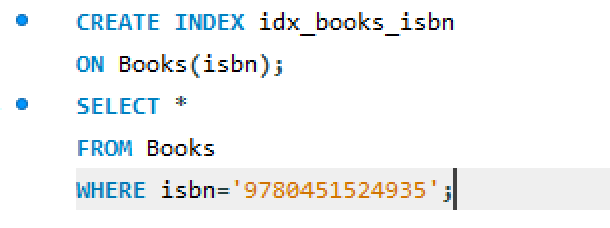 CREATE INDEX idx_books_isbn
ON Books(isbn);
SELECT *
FROM Books
WHERE isbn='9780451524935';